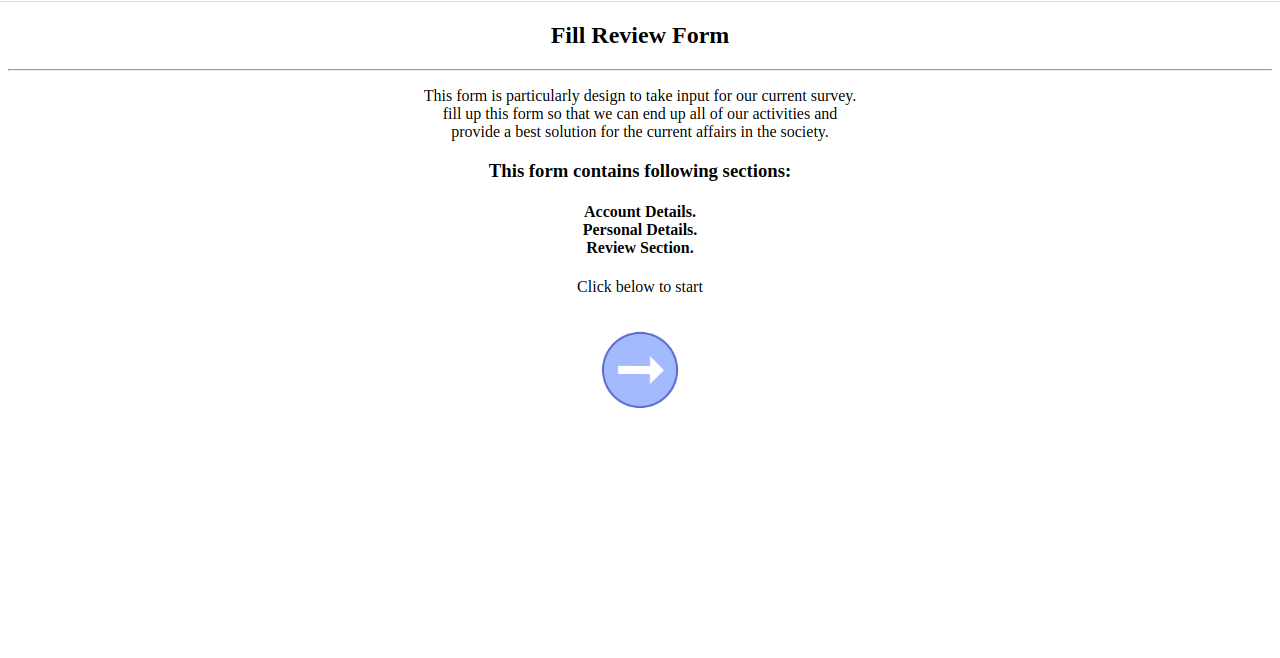 Fill Review Form
This form is particularly design to take input for our current survey.
fill up this form so that we can end up all of our activities and
provide a best solution for the current affairs in the society.
This form contains following sections:
Account Details.
Personal Details.
Review Section.
Click below to start